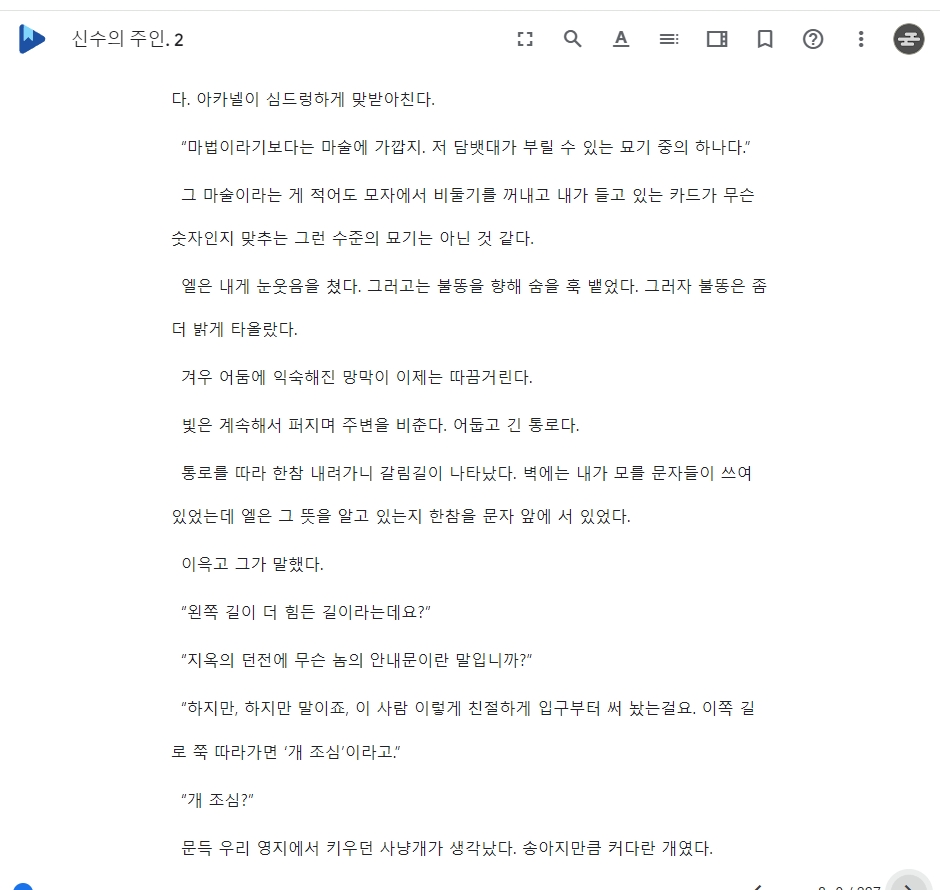 신수의 주인. 2
다. 아카넬이 심드렁하게 맞받아친다.
“마법이라기보다는 마술에 가깝지. 저 담뱃대가 부릴 수 있는 묘기 중의 하나다.”
그 마술이라는 게 적어도 모자에서 비둘기를 꺼내고 내가 들고 있는 카드가 무슨
숫자인지 맞추는 그런 수준의 묘기는 아닌 것 같다.
엘은 내게 눈웃음을 쳤다. 그러고는 불똥을 향해 숨을 훅 뱉었다. 그러자 불똥은 좀
더 밝게 타올랐다.
겨우 어둠에 익숙해진 망막이 이제는 따끔거린다.
빛은 계속해서 퍼지며 주변을 비춘다. 어둡고 긴 통로다.
통로를 따라 한참 내려가니 갈림길이 나타났다. 벽에는 내가 모를 문자들이 쓰여
있었는데 엘은 그 뜻을 알고 있는지 한참을 문자 앞에 서 있었다.
이윽고 그가 말했다.
“왼쪽 길이 더 힘든 길이라는데요?”
“지옥의 던전에 무슨 놈의 안내문이란 말입니까?”
“하지만, 하지만 말이죠, 이 사람 이렇게 친절하게 입구부터 써 놨는걸요. 이쪽 길
로 쭉 따라가면 ‘개 조심’이라고.”
“개 조심?”
문득 우리 영지에서 키우던 사냥개가 생각났다. 송아지만큼 커다란 개였다.